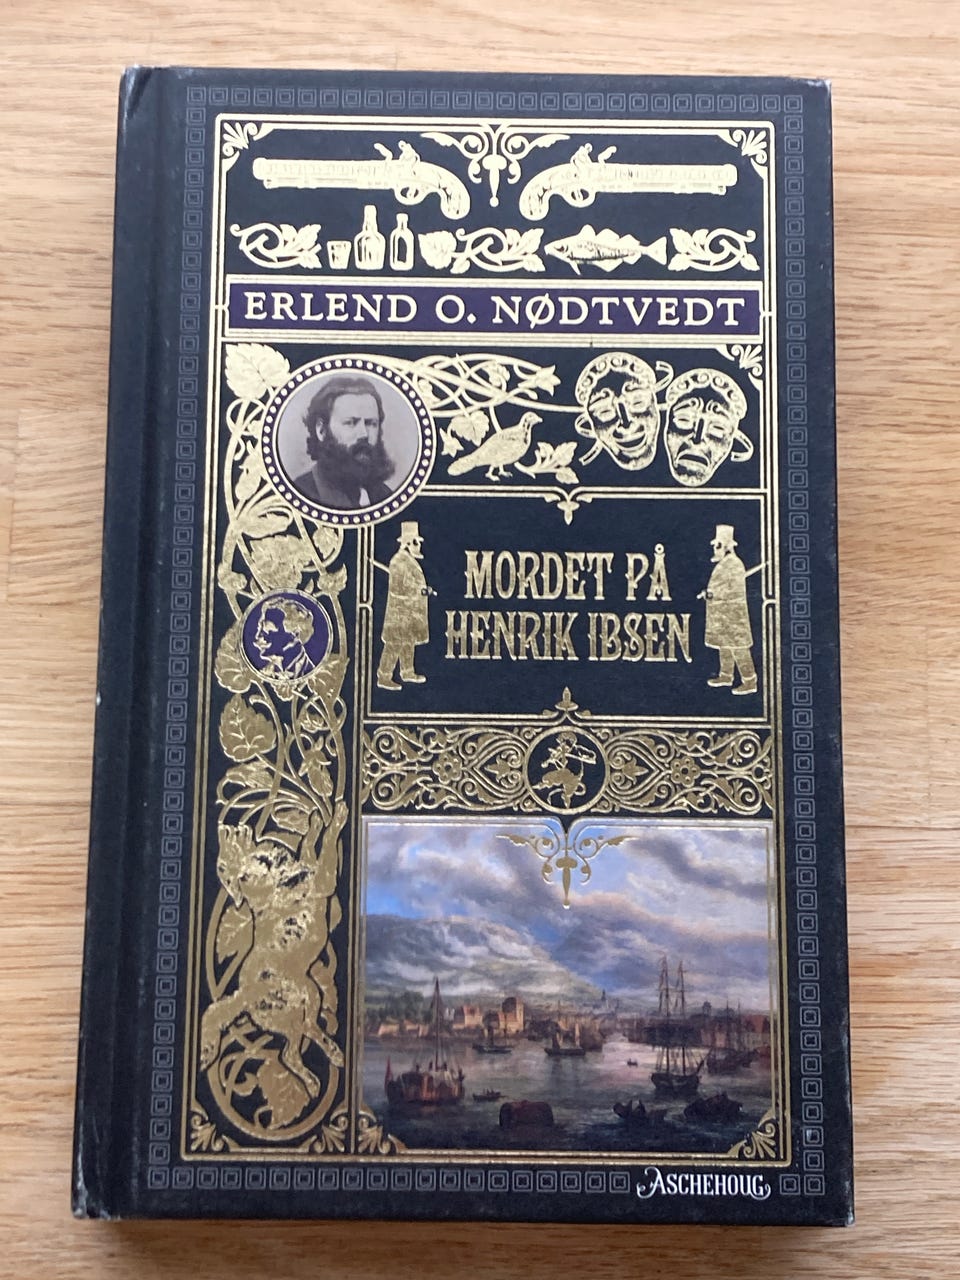 ERLEND O. NØDTVEDT
MORDET PÅ
HENRIK IBSEN
ASCHEHOUG